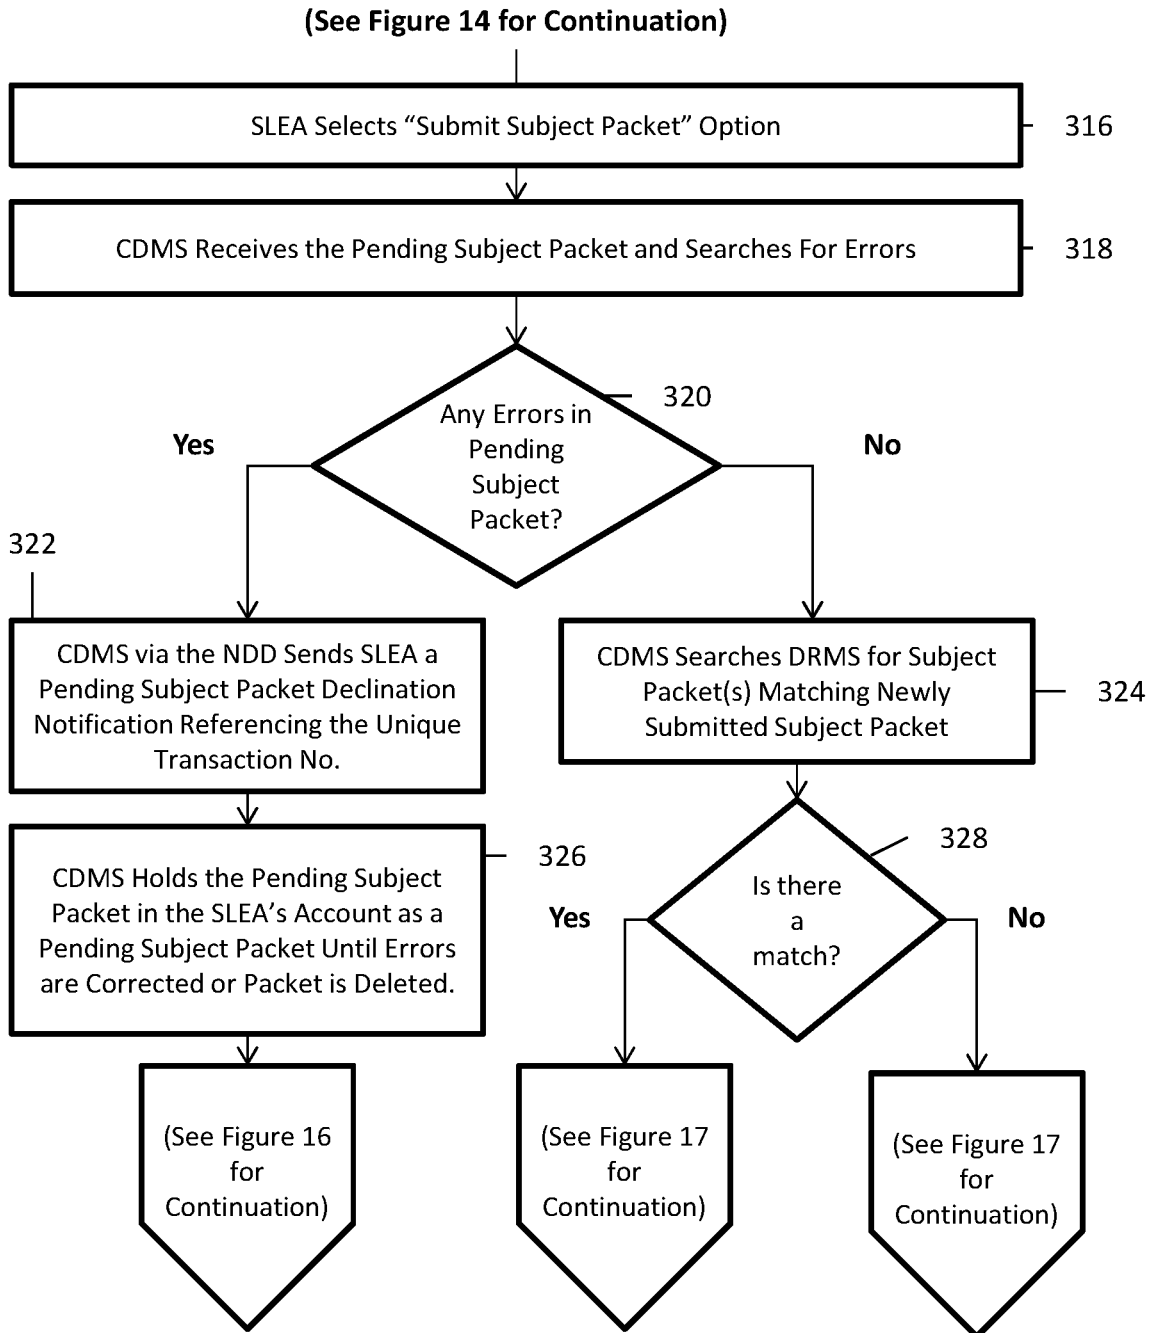 (See Figure 14 for Continuation)
SLEA Selects “Submit Subject Packet” Option
316
CDMS Receives the Pending Subject Packet and Searches For Errors
318
320
Any Errors in
Pending
Subject
Packet?
Yes
No
322
CDMS via the NDD Sends SLEA a
Pending Subject Packet Declination
Notification Referencing the Unique
Transaction No.
CDMS Searches DRMS for Subject
Packet(s) Matching Newly
Submitted Subject Packet
324
CDMS Holds the Pending Subject
Packet in the SLEA’s Account as a
Pending Subject Packet Until Errors
are Corrected or Packet is Deleted.
326
328
Is there
a
match?
Yes
No
(See Figure 16
for
Continuation)
(See Figure 17
for
Continuation)
(See Figure 17
for
Continuation)